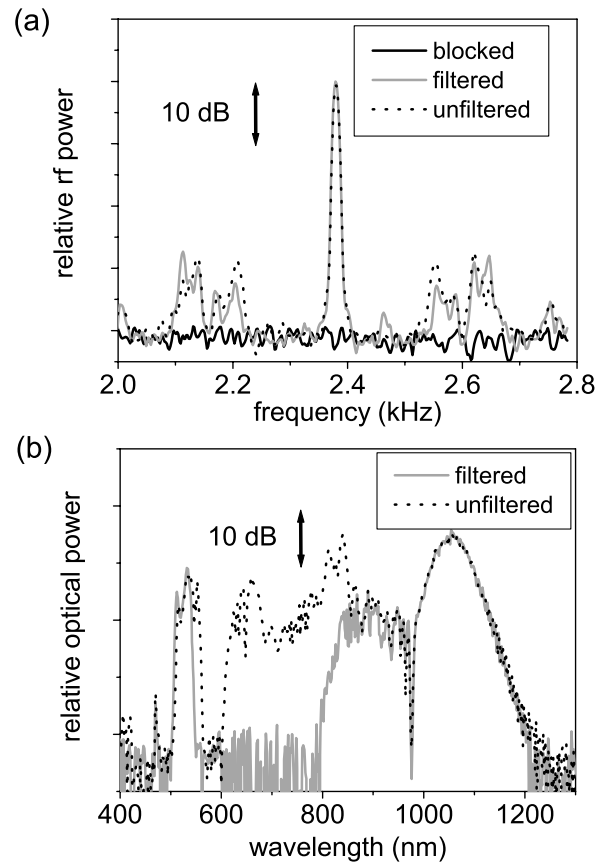 (a)
blocked
filtered
unfiltered
10 dB
relative rf power
2.0 2.2 2.4 2.6 2.8
frequency (kHz)
(b)
filtered
unfiltered
10 dB
relative optical power
400 600 800 1000 1200
wavelength (nm)